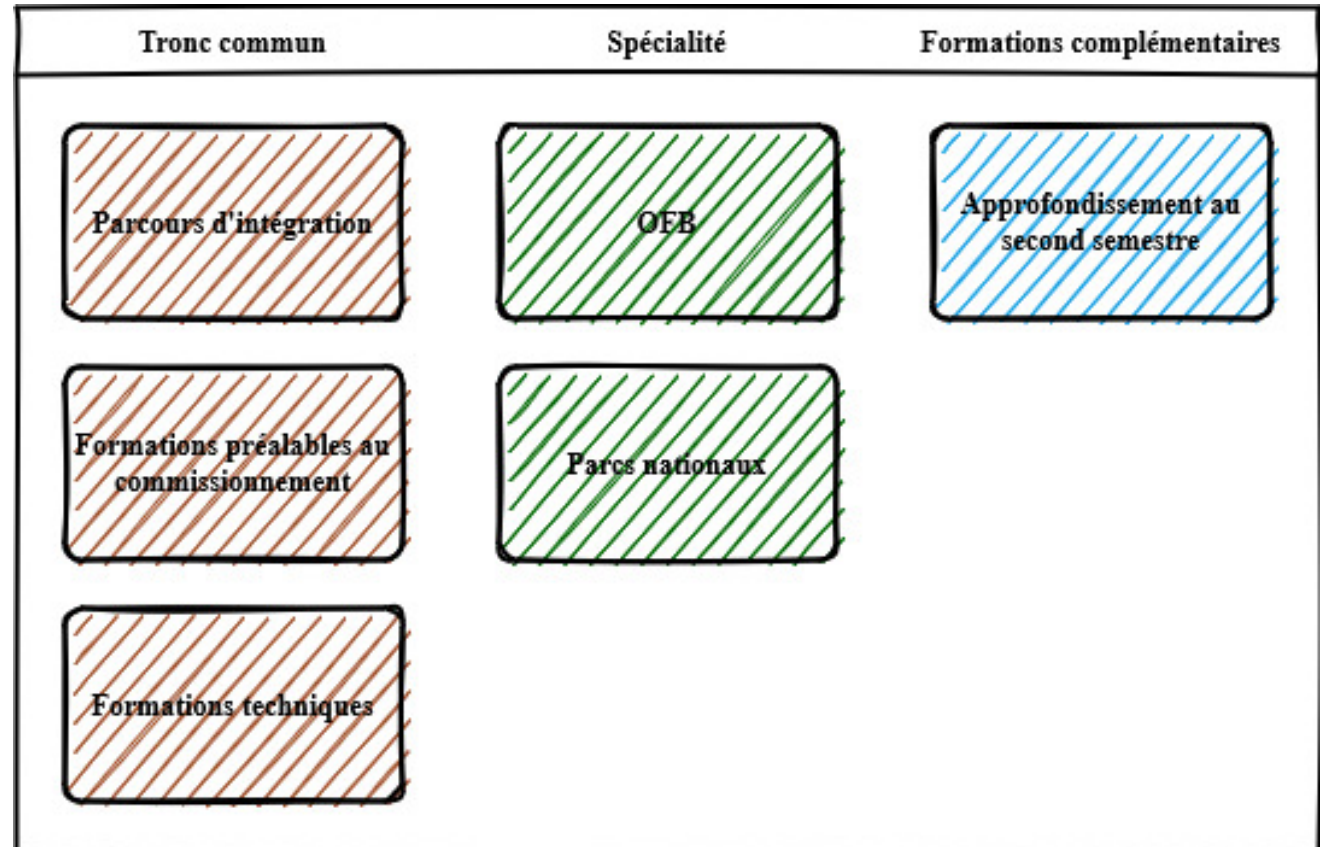 Tronc commun
Spécialité
Formations complémentaires
Parcours d'intégration
OFB
Approfondissement au
second semestre
Formations préalables au
commissionnement
Parcs nationaux
Formations techniques